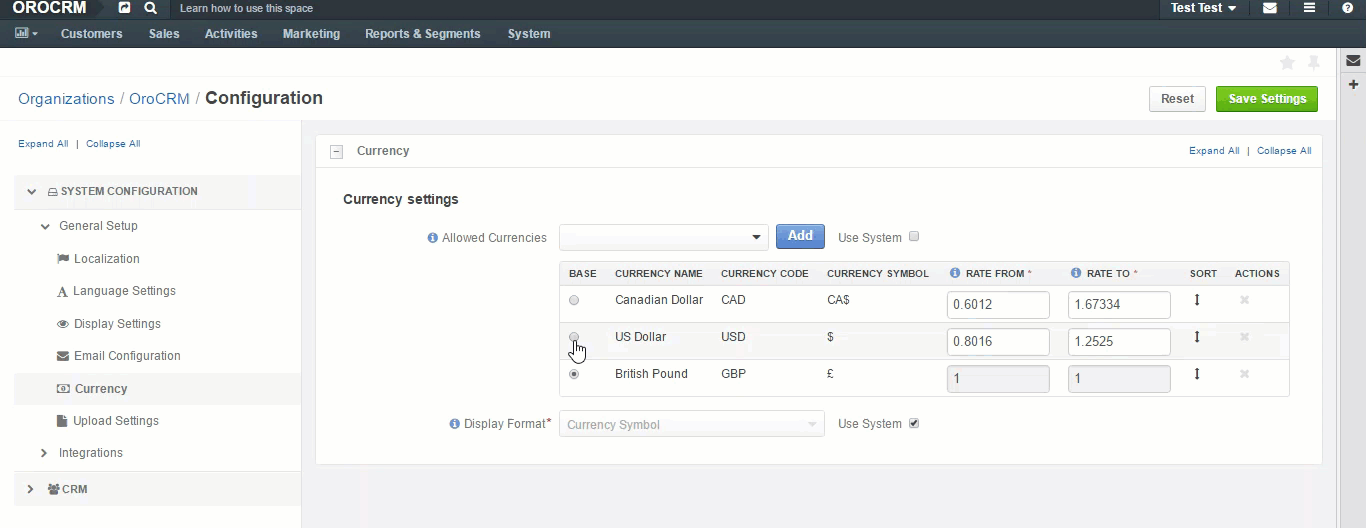 OROCRM Learn how to use this space Test Test
Customers Sales Activities Marketing Reports & Segments System
Organizations / OroCRM / Configuration Reset Save Settings
Expand All | Collapse All
SYSTEM CONFIGURATION
General Setup
Localization
Language Settings
Display Settings
Email Configuration
Currency
Upload Settings
Integrations
CRM
Currency Expand All | Collapse All
Currency settings
Allowed Currencies Add Use System
BASE CURRENCY NAME CURRENCY CODE CURRENCY SYMBOL RATE FROM * RATE TO * SORT ACTIONS
Canadian Dollar CAD CA$ 0.6012 1.67334
US Dollar USD $ 0.8016 1.2525
British Pound GBP £ 1 1
Display Format* Currency Symbol Use System